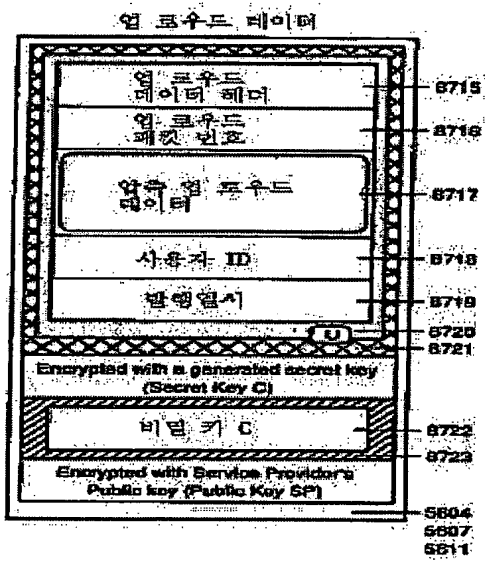 업 로우드 데이터
업 로우드
데이터 헤더
8715
업 로우드
패킷 번호
8716
압축 업 로우드
데이터
8717
사용자 ID
8718
발행일시
8719
U
8720
8721
Encrypted with a generated secret key
(Secret Key C)
비밀 키 C
8722
8723
Encrypted with Service Provider's
Public key (Public Key SP)
5604
5607
5611